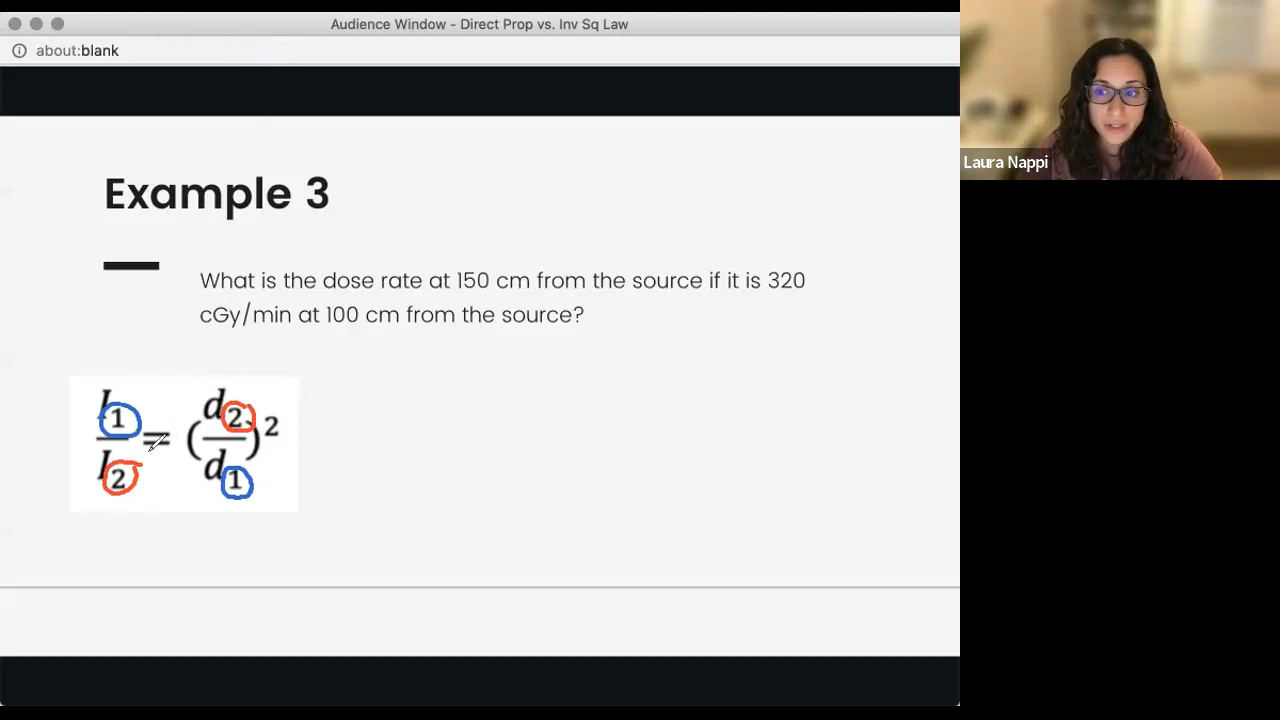 Audience Window - Direct Prop vs. Inv Sq Law
about:blank
Laura Nappi
Example 3
What is the dose rate at 150 cm from the source if it is 320
cGy/min at 100 cm from the source?
I₁/I₂ = (d₂/d₁)²